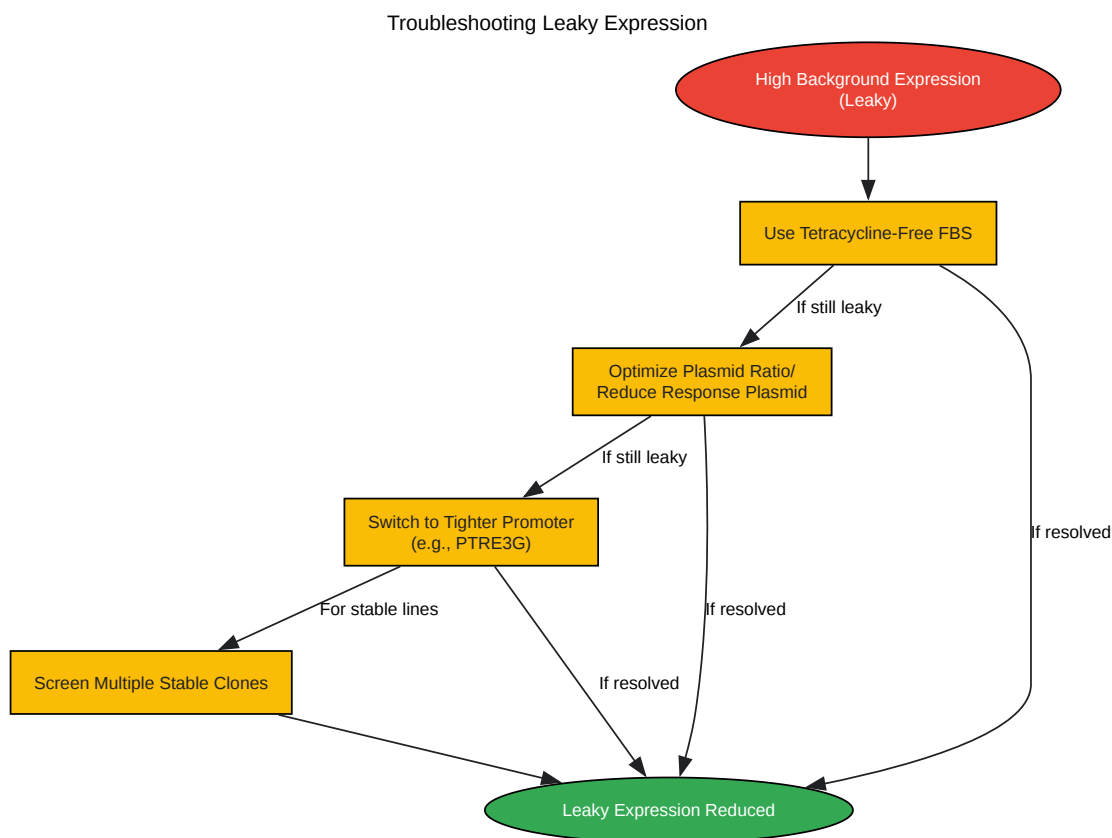 Troubleshooting Leaky Expression
High Background Expression
(Leaky)
Use Tetracycline-Free FBS
If still leaky
Optimize Plasmid Ratio/
Reduce Response Plasmid
If still leaky
Switch to Tighter Promoter
(e.g., PTRE3G)
If resolved
For stable lines
If resolved
Screen Multiple Stable Clones
If resolved
Leaky Expression Reduced